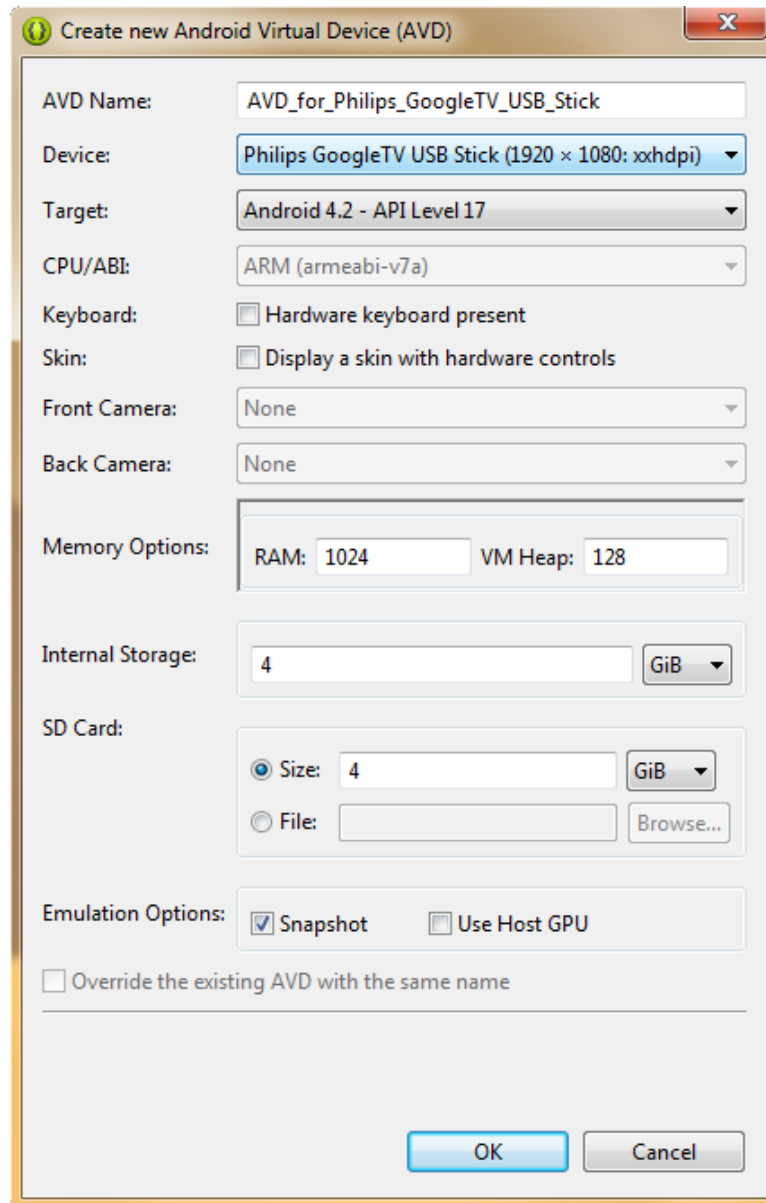 Create new Android Virtual Device (AVD)
AVD Name: AVD_for_Philips_GoogleTV_USB_Stick
Device: Philips GoogleTV USB Stick (1920 × 1080: xxhdpi)
Target: Android 4.2 - API Level 17
CPU/ABI: ARM (armeabi-v7a)
Keyboard: Hardware keyboard present
Skin: Display a skin with hardware controls
Front Camera: None
Back Camera: None
Memory Options: RAM: 1024 VM Heap: 128
Internal Storage: 4 GiB
SD Card:
Size: 4 GiB
File: Browse...
Emulation Options: Snapshot Use Host GPU
Override the existing AVD with the same name
OK Cancel